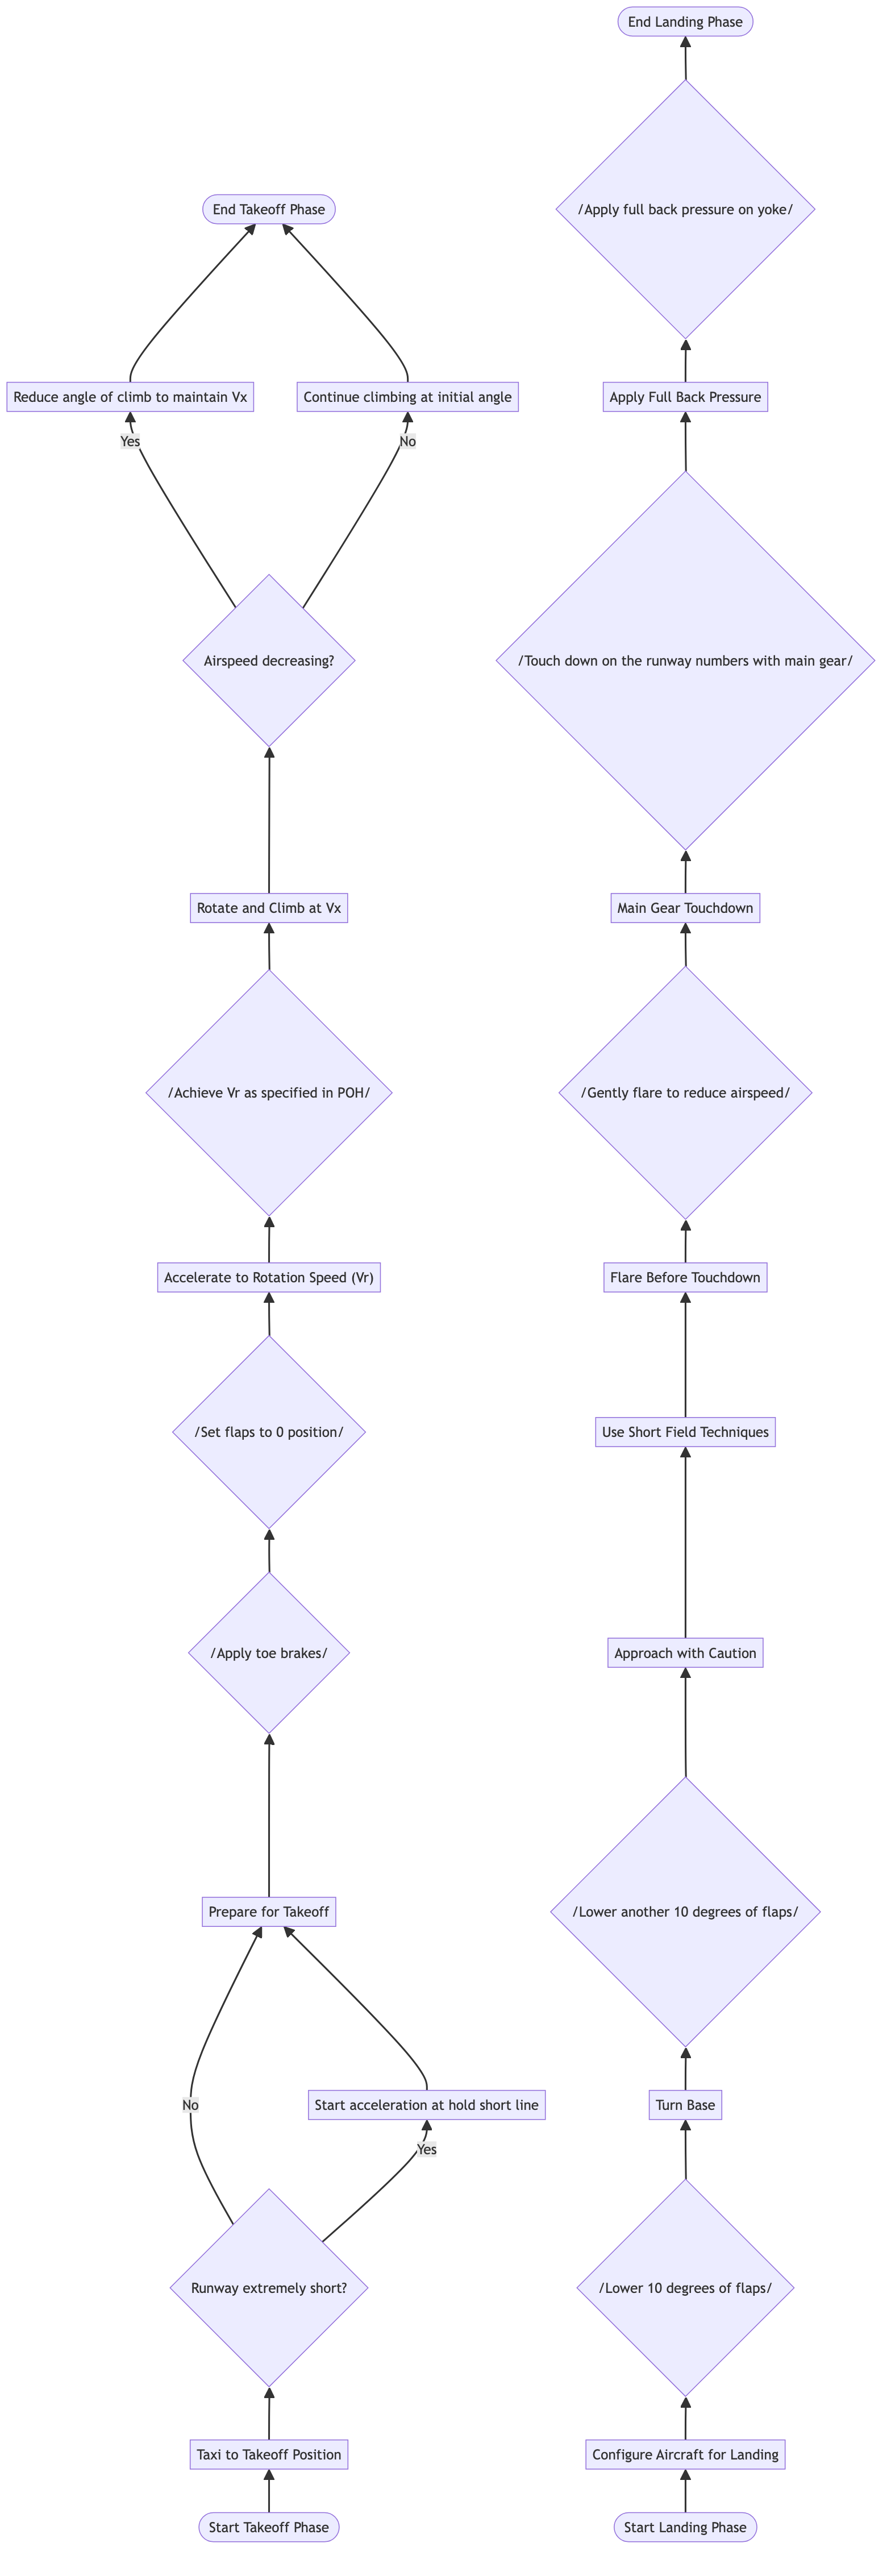 End Landing Phase
/Apply full back pressure on yoke/
End Takeoff Phase
Reduce angle of climb to maintain Vx
Continue climbing at initial angle
Apply Full Back Pressure
Yes
No
Airspeed decreasing?
/Touch down on the runway numbers with main gear/
Rotate and Climb at Vx
Main Gear Touchdown
/Achieve Vr as specified in POH/
/Gently flare to reduce airspeed/
Accelerate to Rotation Speed (Vr)
Flare Before Touchdown
/Set flaps to 0 position/
Use Short Field Techniques
/Apply toe brakes/
Approach with Caution
Prepare for Takeoff
/Lower another 10 degrees of flaps/
No
Start acceleration at hold short line
Turn Base
Yes
Runway extremely short?
/Lower 10 degrees of flaps/
Taxi to Takeoff Position
Configure Aircraft for Landing
Start Takeoff Phase
Start Landing Phase